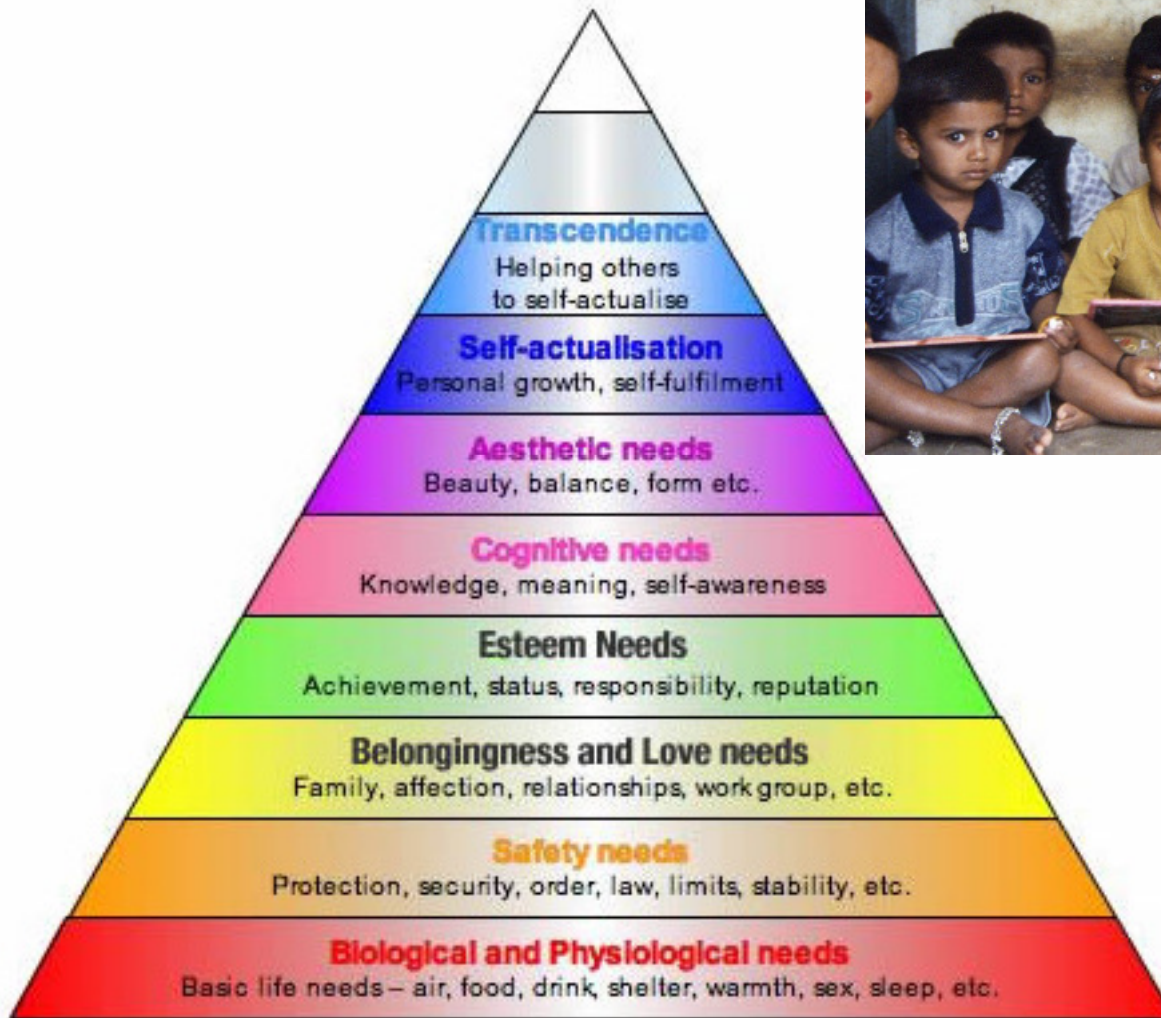 Transcendence
Helping others
to self-actualise
Self-actualisation
Personal growth, self-fulfilment
Aesthetic needs
Beauty, balance, form etc.
Cognitive needs
Knowledge, meaning, self-awareness
Esteem Needs
Achievement, status, responsibility, reputation
Belongingness and Love needs
Family, affection, relationships, work group, etc.
Safety needs
Protection, security, order, law, limits, stability, etc.
Biological and Physiological needs
Basic life needs – air, food, drink, shelter, warmth, sex, sleep, etc.